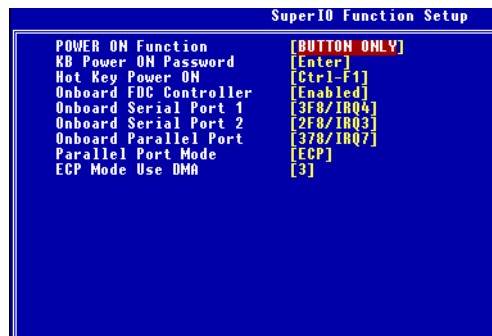 SuperIO Function Setup
POWER ON Function [BUTTON ONLY]
KB Power ON Password [Enter]
Hot Key Power ON [Ctrl-F1]
Onboard FDC Controller [Enabled]
Onboard Serial Port 1 [3F8/IRQ4]
Onboard Serial Port 2 [2F8/IRQ3]
Onboard Parallel Port [378/IRQ7]
Parallel Port Mode [ECP]
ECP Mode Use DMA [3]